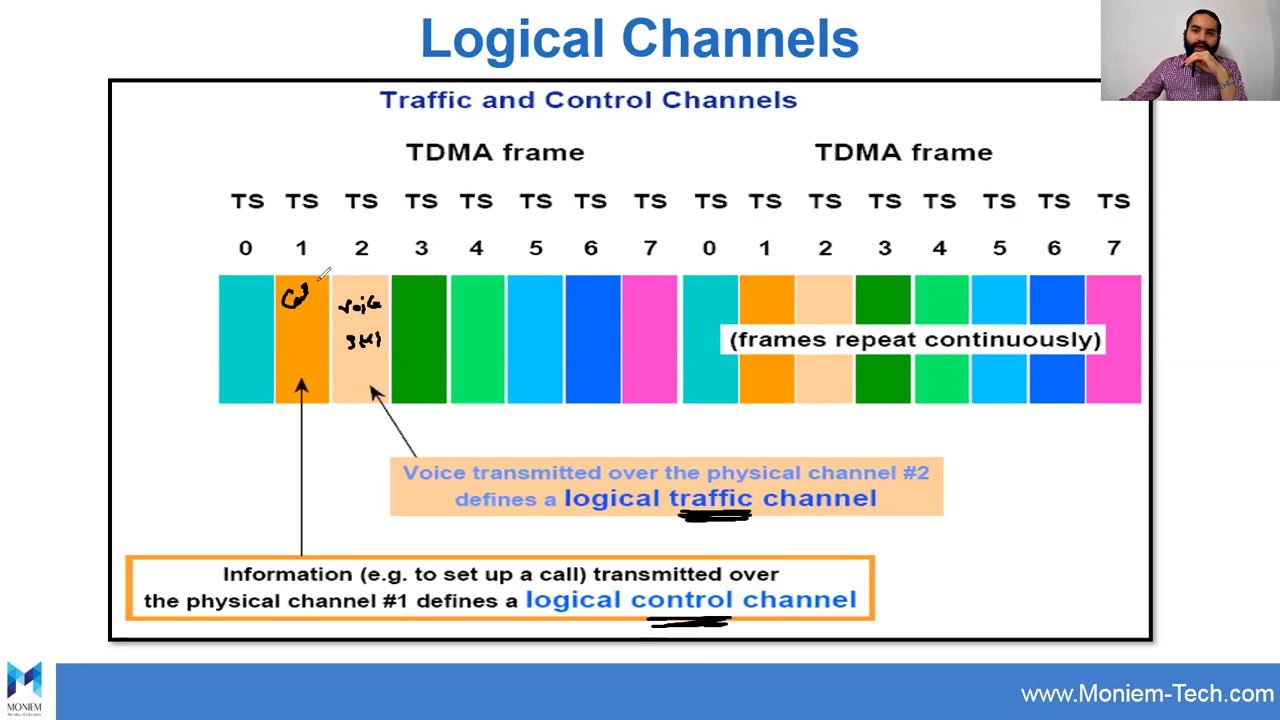 Logical Channels
Traffic and Control Channels
TDMA frame TDMA frame
TS TS TS TS TS TS TS TS TS TS TS TS TS TS TS TS
0 1 2 3 4 5 6 7 0 1 2 3 4 5 6 7
Voice
(frames repeat continuously)
Voice transmitted over the physical channel #2
defines a logical traffic channel
Information (e.g. to set up a call) transmitted over
the physical channel #1 defines a logical control channel
MONIEM
www.Moniem-Tech.com